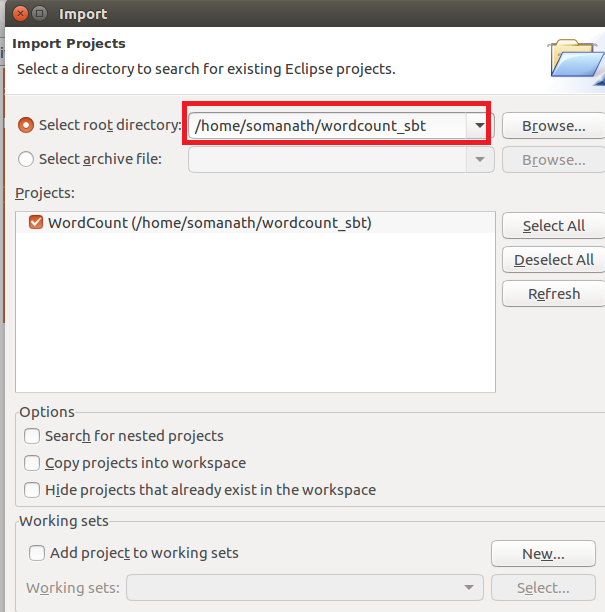 Import
Import Projects
Select a directory to search for existing Eclipse projects.
Select root directory: /home/somanath/wordcount_sbt Browse...
Select archive file: Browse...
Projects:
WordCount (/home/somanath/wordcount_sbt) Select All
Deselect All
Refresh
Options
Search for nested projects
Copy projects into workspace
Hide projects that already exist in the workspace
Working sets
Add project to working sets New...
Working sets: Select...